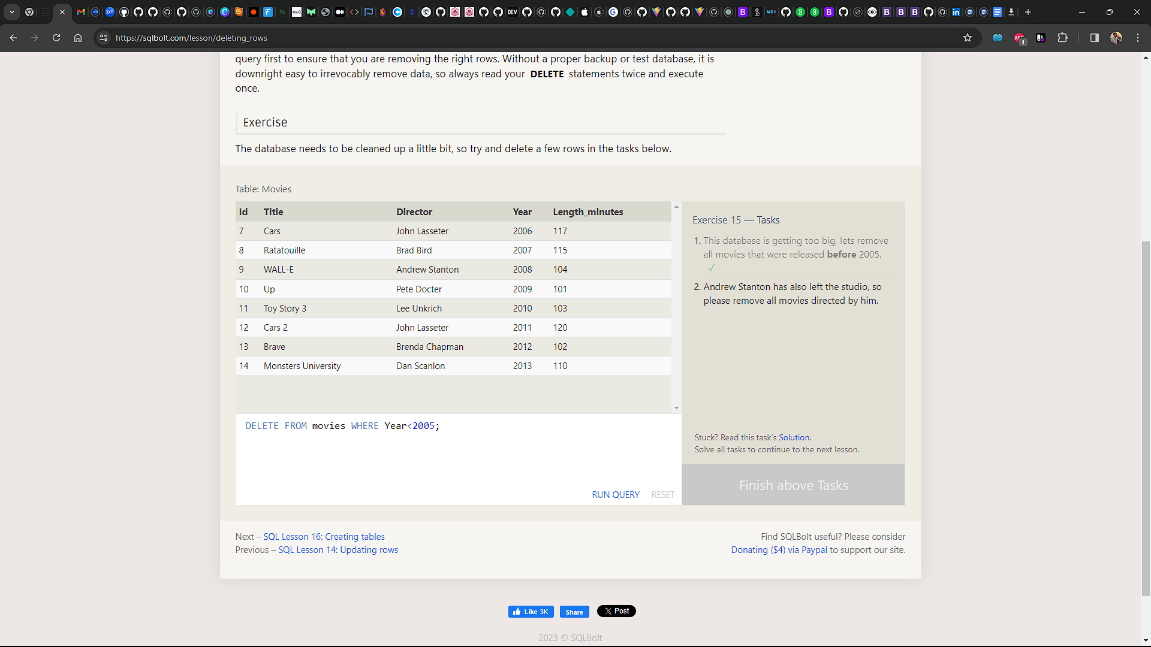 https://sqlbolt.com/lesson/deleting_rows
query first to ensure that you are removing the right rows. Without a proper backup or test database, it is
downright easy to irrevocably remove data, so always read your DELETE statements twice and execute
once.
Exercise
The database needs to be cleaned up a little bit, so try and delete a few rows in the tasks below.
Table: Movies
Id Title Director Year Length_minutes
7 Cars John Lasseter 2006 117
8 Ratatouille Brad Bird 2007 115
9 WALL-E Andrew Stanton 2008 104
10 Up Pete Docter 2009 101
11 Toy Story 3 Lee Unkrich 2010 103
12 Cars 2 John Lasseter 2011 120
13 Brave Brenda Chapman 2012 102
14 Monsters University Dan Scanlon 2013 110
DELETE FROM movies WHERE Year<2005;
RUN QUERY RESET
Exercise 15 — Tasks
1. This database is getting too big, lets remove
all movies that were released before 2005.
✓
2. Andrew Stanton has also left the studio, so
please remove all movies directed by him.
Stuck? Read this task's Solution.
Solve all tasks to continue to the next lesson.
Finish above Tasks
Next – SQL Lesson 16: Creating tables
Previous – SQL Lesson 14: Updating rows
Find SQLBolt useful? Please consider
Donating ($4) via Paypal to support our site.
Like 3K Share Post
2023 © SQLBolt